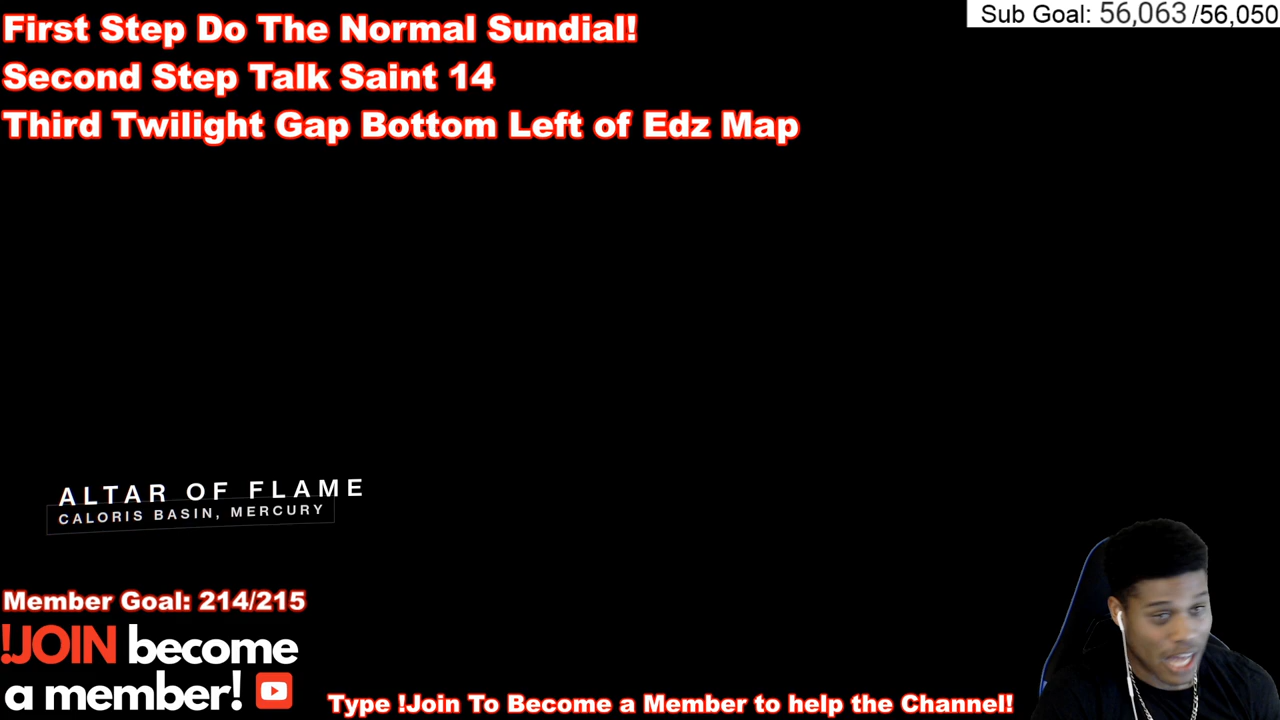 First Step Do The Normal Sundial!
Sub Goal: 56,063 /56,050
Second Step Talk Saint 14
Third Twilight Gap Bottom Left of Edz Map
ALTAR OF FLAME
CALORIS BASIN, MERCURY
Member Goal: 214/215
!JOIN become
a member!
Type !Join To Become a Member to help the Channel!